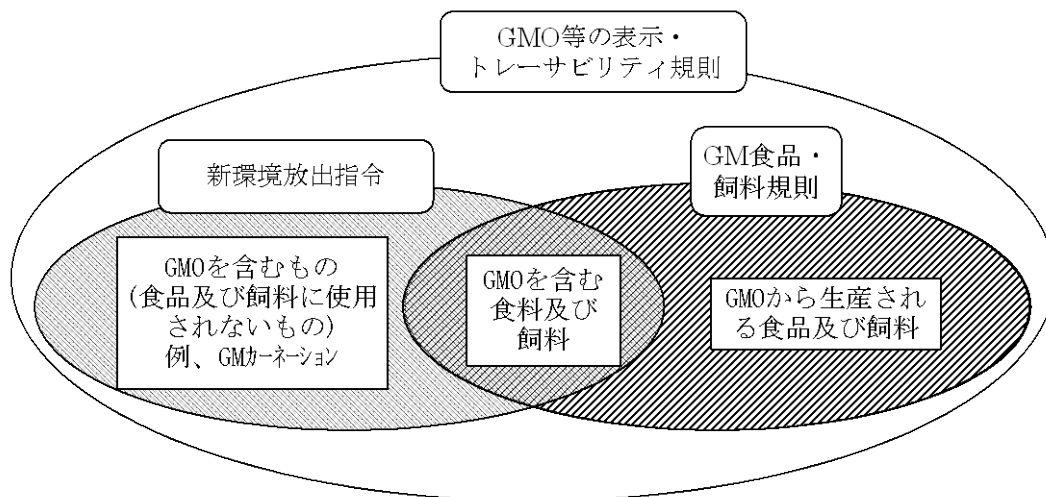 GMO等の表示・
トレーサビリティ規則
新環境放出指令
GM食品・
飼料規則
GMOを含むもの
(食品及び飼料に使用
されないもの)
例、GMｶｰﾈｰｼｮﾝ
GMOを含む
食料及び
飼料
GMOから生産され
る食品及び飼料